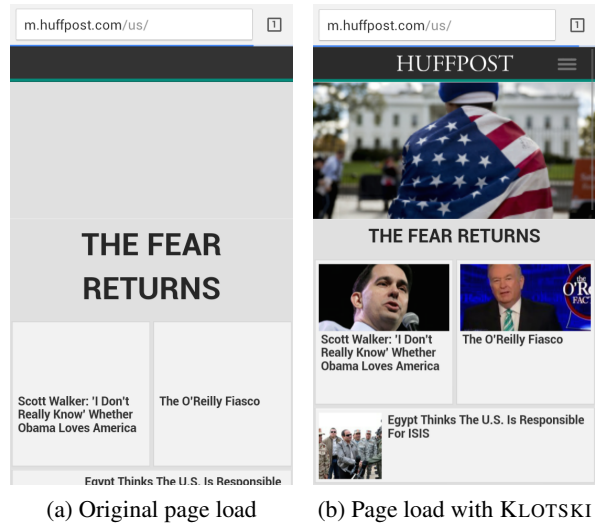 m.huffpost.com/us/
1
THE FEAR
RETURNS
Scott Walker: 'I Don't
Really Know' Whether
Obama Loves America
The O'Reilly Fiasco
Egypt Thinks The U.S. Is Responsible
(a) Original page load
m.huffpost.com/us/
1
HUFFPOST
THE FEAR RETURNS
the
O'R
FAC
Scott Walker: 'I Don't
Really Know' Whether
Obama Loves America
The O'Reilly Fiasco
Egypt Thinks The U.S. Is Responsible
For ISIS
(b) Page load with KLOTSKI